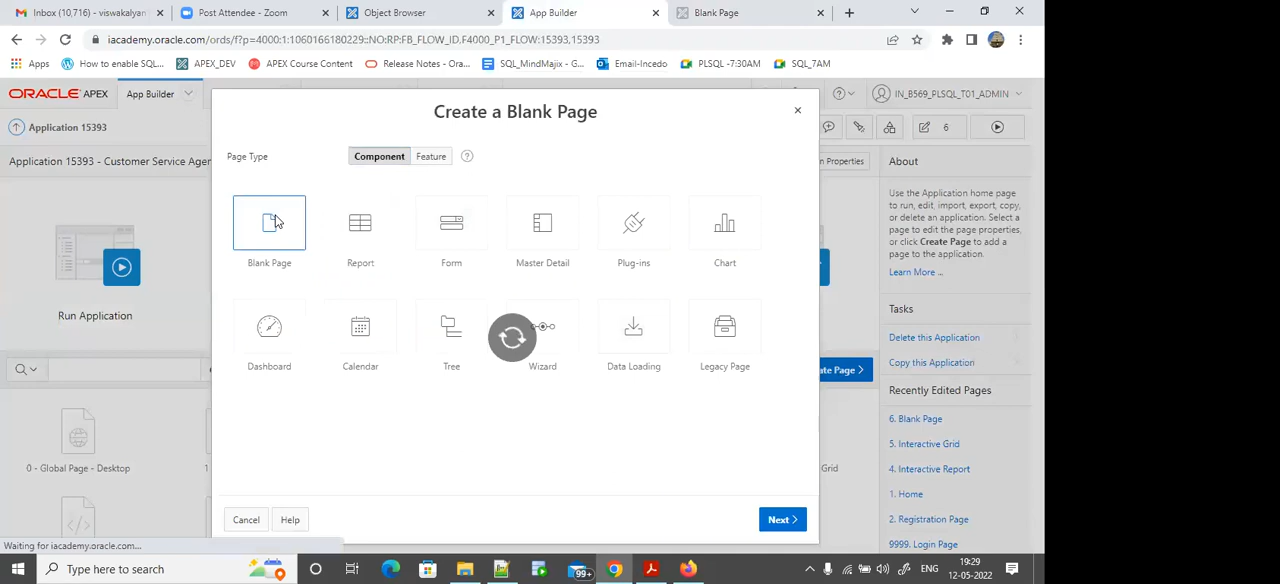 Inbox (10,716) - viswakalyan
Post Attendee - Zoom
Object Browser
App Builder
Blank Page
iacademy.oracle.com/ords/f?p=4000:1:1060166180229::NO:RP:FB_FLOW_ID,F4000_P1_FLOW:15393,15393
Apps
How to enable SQL...
APEX_DEV
APEX Course Content
Release Notes - Ora...
SQL_MindMajix - G...
Email-Incedo
PLSQL -7:30AM
SQL_7AM
ORACLE APEX
App Builder
IN_B569_PLSQL_T01_ADMIN
Application 15393
6
Application 15393 - Customer Service Agen
n Properties
Run Application
ate Page >
0 - Global Page - Desktop
1
Grid
Create a Blank Page
Page Type
Component
Feature
Blank Page
Report
Form
Master Detail
Plug-ins
Chart
Dashboard
Calendar
Tree
Wizard
Data Loading
Legacy Page
Cancel
Help
Next >
About
Use the Application home page
to run, edit, import, export, copy,
or delete an application. Select a
page to edit the page properties,
or click Create Page to add a
page to the application.
Learn More ...
Tasks
Delete this Application
Copy this Application
Recently Edited Pages
6. Blank Page
5. Interactive Grid
4. Interactive Report
1. Home
2. Registration Page
9999. Login Page
Waiting for iacademy.oracle.com...
Type here to search
99+
ENG
19:29
12-05-2022